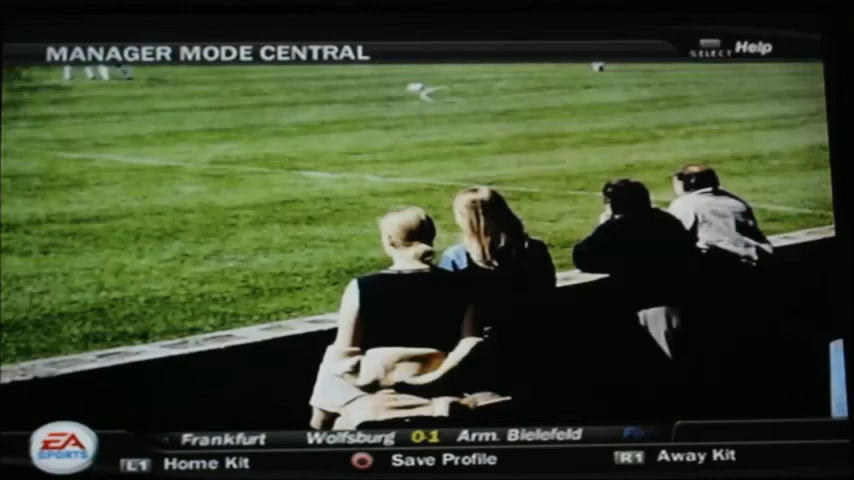 MANAGER MODE CENTRAL
SELECT Help
Frankfurt Wolfsburg 0-1 Arm. Bielefeld
EA SPORTS
L1 Home Kit Save Profile R1 Away Kit